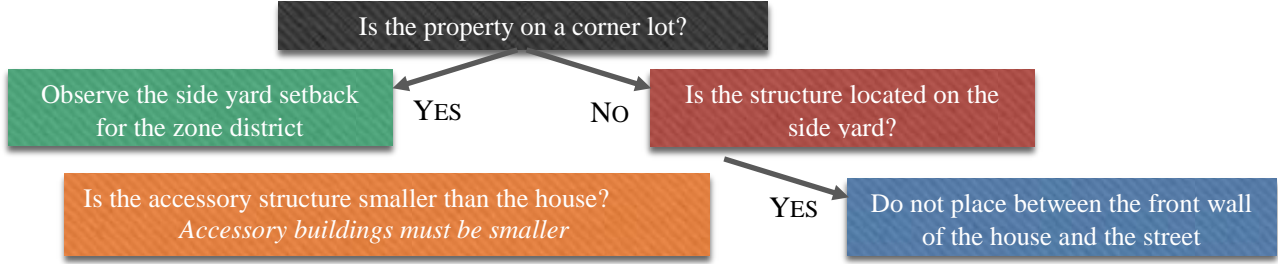 Is the property on a corner lot?
Observe the side yard setback
for the zone district
YES
NO
Is the structure located on the
side yard?
Is the accessory structure smaller than the house?
Accessory buildings must be smaller
YES
Do not place between the front wall
of the house and the street